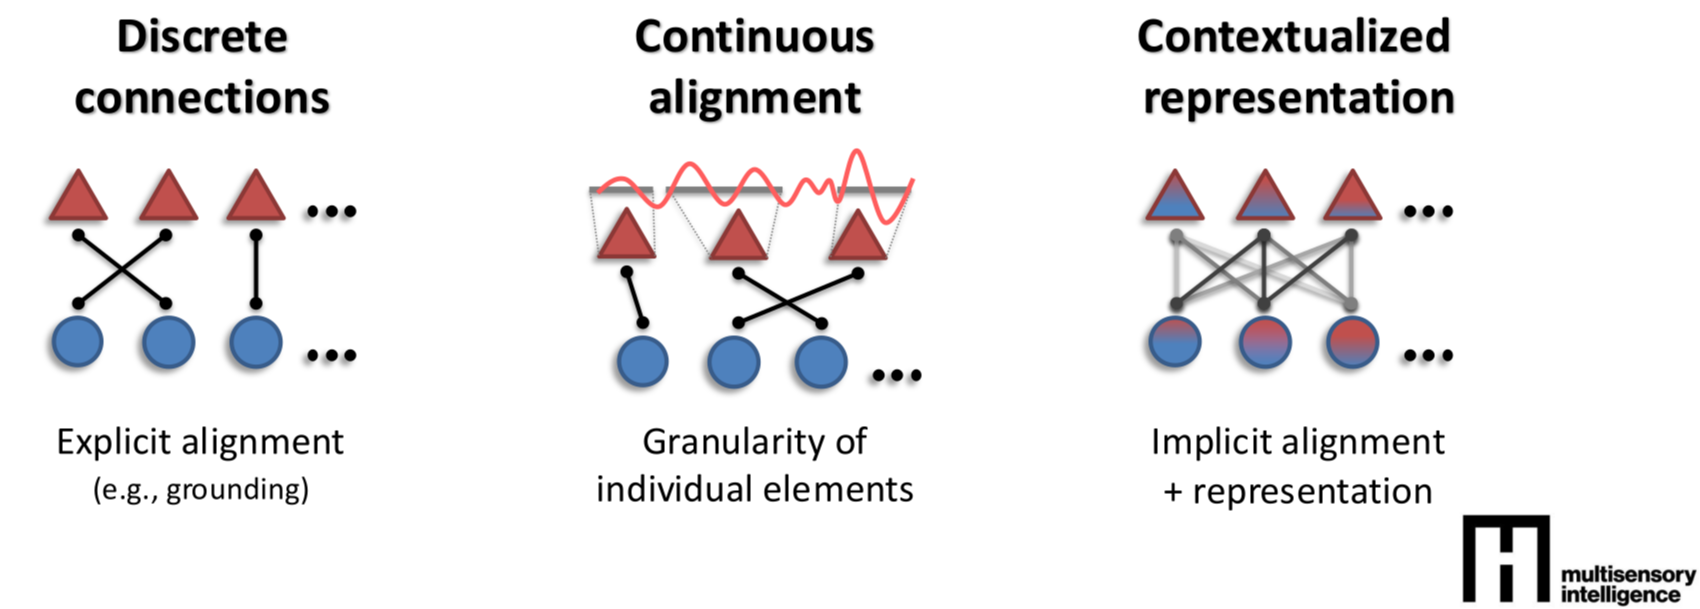 Discrete
connections
Continuous
alignment
Contextualized
representation
Explicit alignment
(e.g., grounding)
Granularity of
individual elements
Implicit alignment
+ representation
multisensory
intelligence